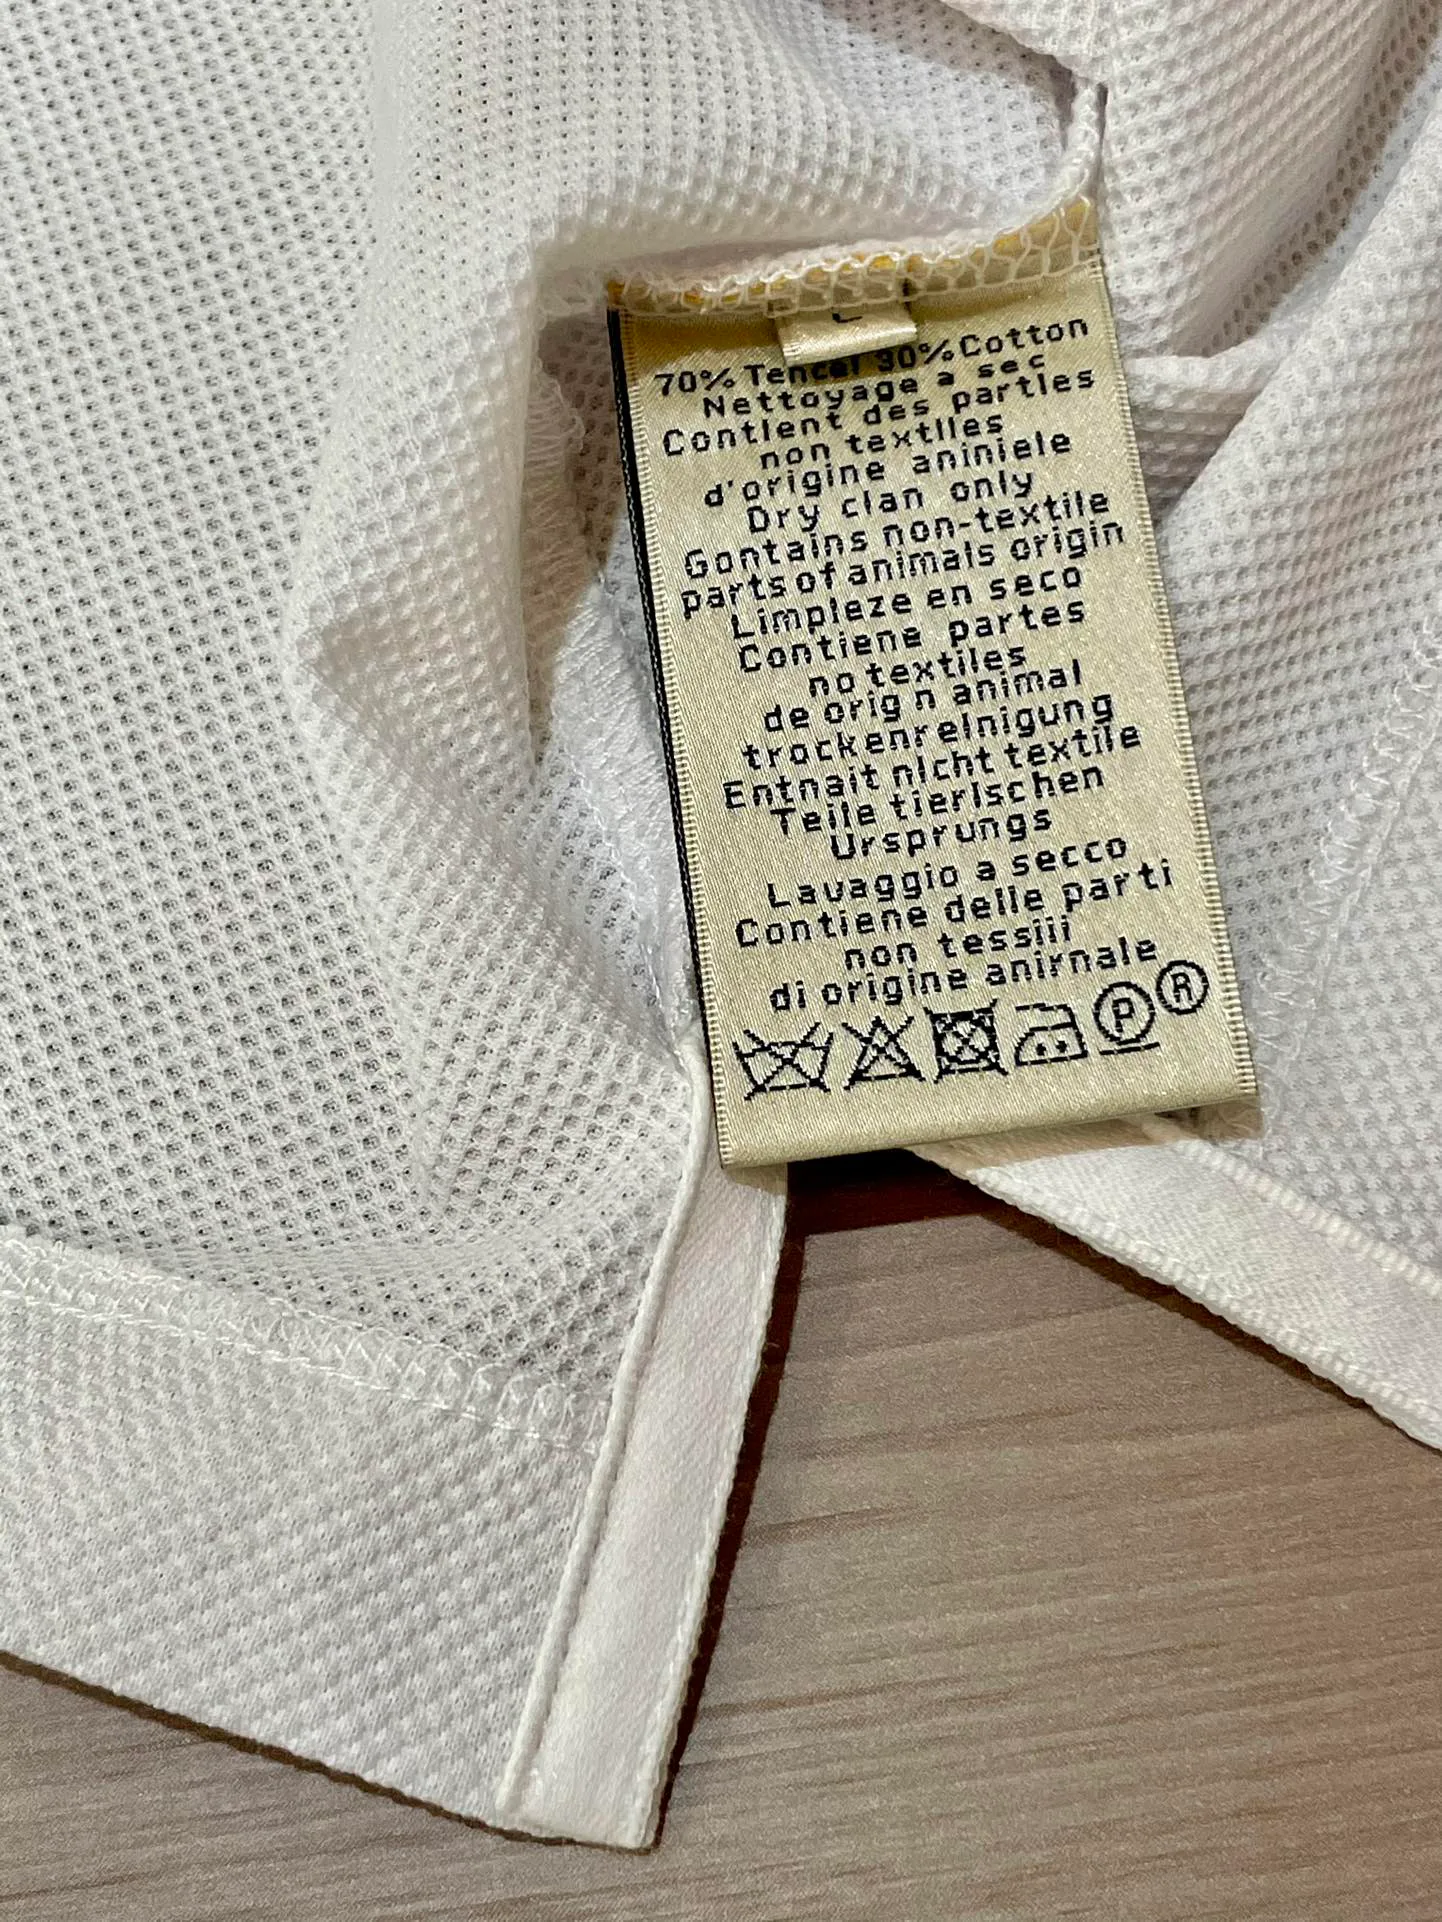 L
70% Tencel 30% Cotton
Nettoyage a sec
Contlent des partles
non textlles
d'origine aniniele
Dry clan only
Gontains non-textile
parts of animals origin
Limpleze en seco
Contiene partes
no textiles
de orig n animal
trockenrelnigung
Entnait nlcht textile
Teile tierlschen
Ursprungs
Lavaggio a secco
Contiene delle parti
non tessiii
di origine anirnale
P R